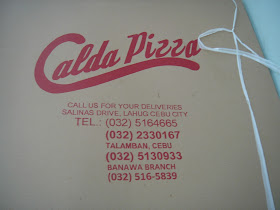 Calda Pizza
CALL US FOR YOUR DELIVERIES
SALINAS DRIVE, LAHUG CEBU CITY
TEL.: (032) 5164665
(032) 2330167
TALAMBAN, CEBU
(032) 5130933
BANAWA BRANCH
(032) 516-5839